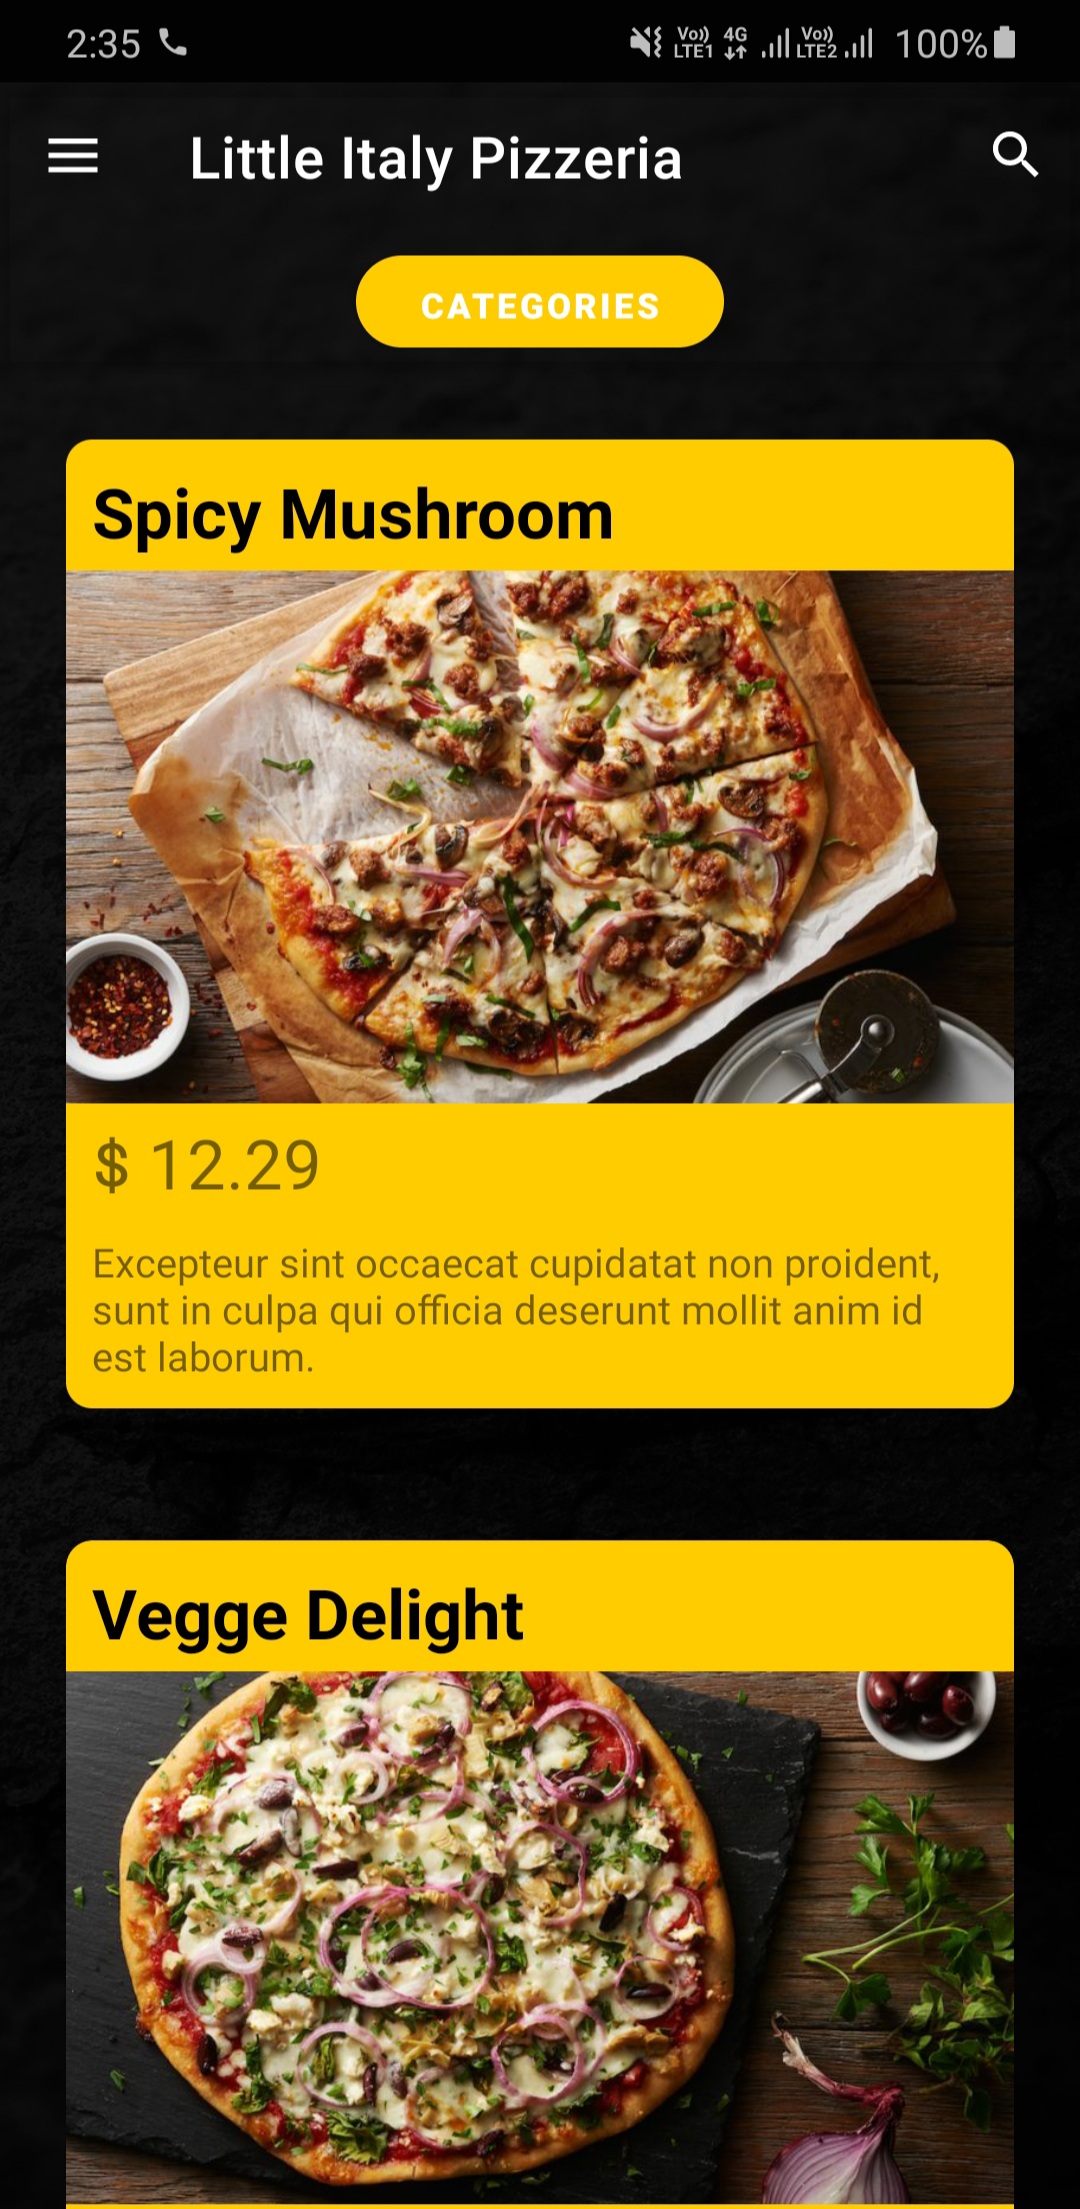 2:35
Vo)) LTE1 4G Vo)) LTE2 100%
Little Italy Pizzeria
CATEGORIES
Spicy Mushroom
$ 12.29
Excepteur sint occaecat cupidatat non proident,
sunt in culpa qui officia deserunt mollit anim id
est laborum.
Vegge Delight